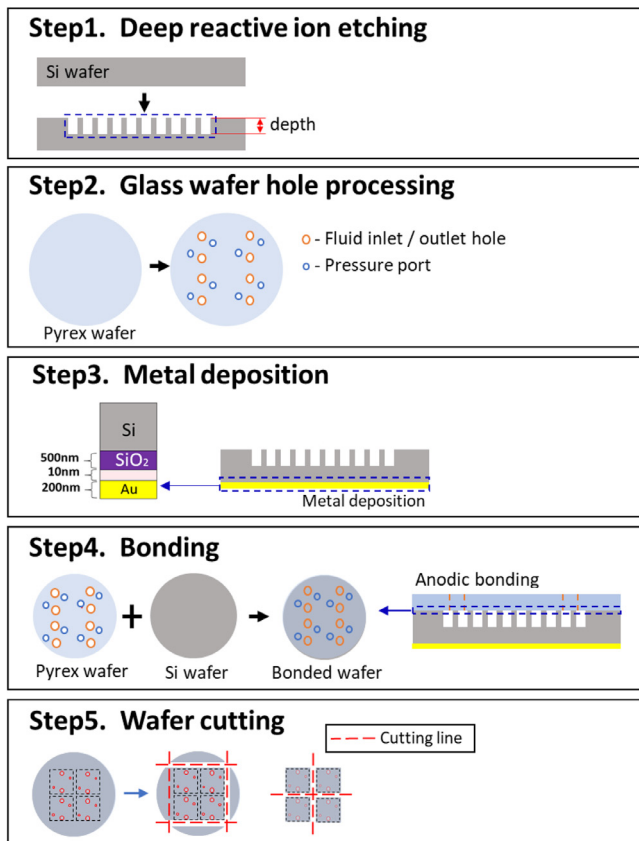 Step1. Deep reactive ion etching
Si wafer
depth
Step2. Glass wafer hole processing
- Fluid inlet / outlet hole
- Pressure port
Pyrex wafer
Step3. Metal deposition
Si
500nm
SiO₂
10nm
200nm
Au
Metal deposition
Step4. Bonding
Anodic bonding
Pyrex wafer
Si wafer
Bonded wafer
Step5. Wafer cutting
Cutting line